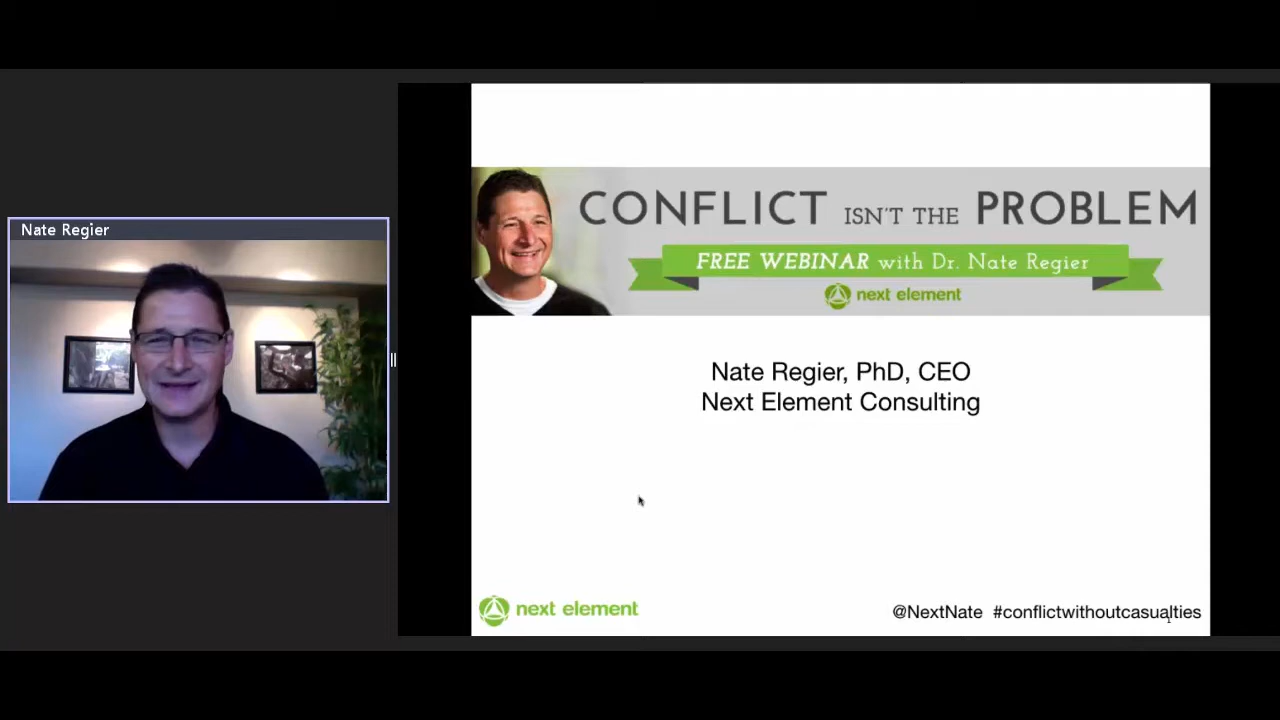 Nate Regier
CONFLICT ISN'T THE PROBLEM
FREE WEBINAR with Dr. Nate Regier
next element
Nate Regier, PhD, CEO
Next Element Consulting
next element
@NextNate #conflictwithoutcasualties